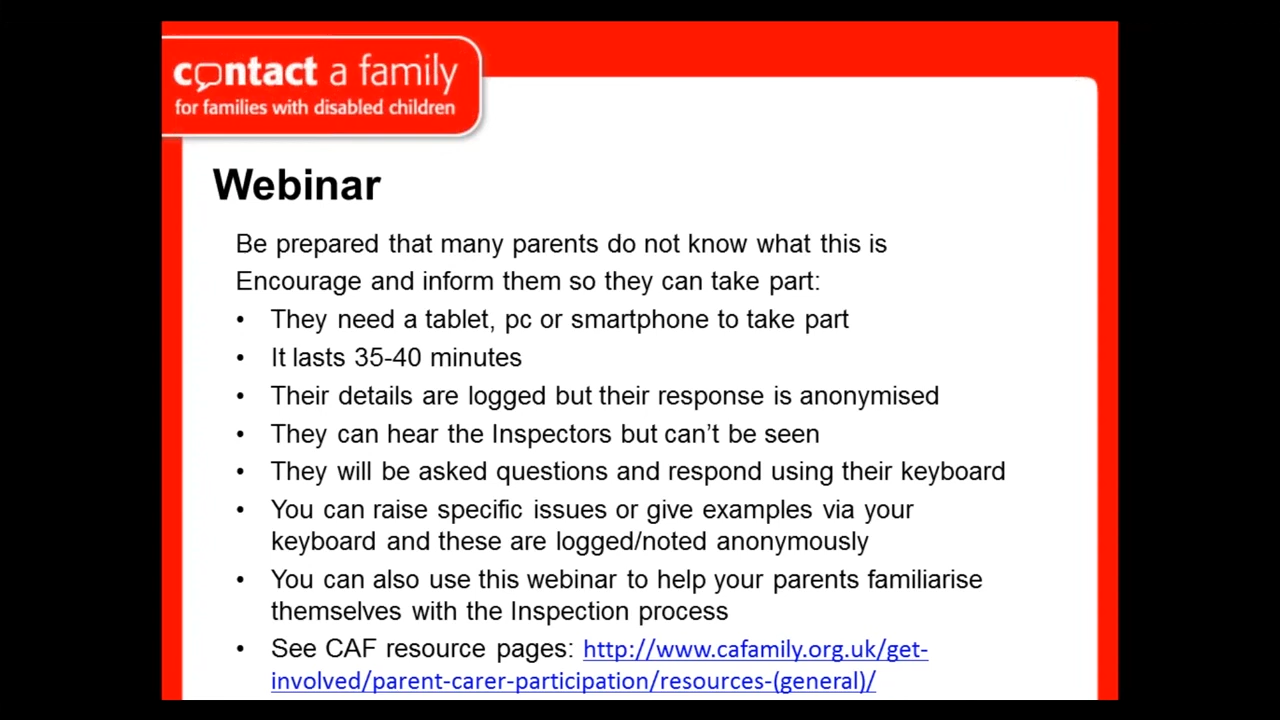 contact a family
for families with disabled children
Webinar
Be prepared that many parents do not know what this is
Encourage and inform them so they can take part:
• They need a tablet, pc or smartphone to take part
• It lasts 35-40 minutes
• Their details are logged but their response is anonymised
• They can hear the Inspectors but can’t be seen
• They will be asked questions and respond using their keyboard
• You can raise specific issues or give examples via your
keyboard and these are logged/noted anonymously
• You can also use this webinar to help your parents familiarise
themselves with the Inspection process
• See CAF resource pages: http://www.cafamily.org.uk/get-
involved/parent-carer-participation/resources-(general)/